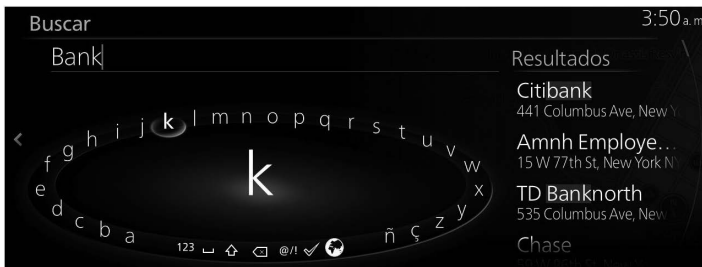 Buscar
3:50 a.m
Bank
Resultados
Citibank
441 Columbus Ave, New Y
Amnh Employe...
15 W 77th St, New York N
TD Banknorth
535 Columbus Ave, New
Chase
a b c d e f g h i j k l m n o p q r s t u v w x y z ç ñ
k
123 @/!